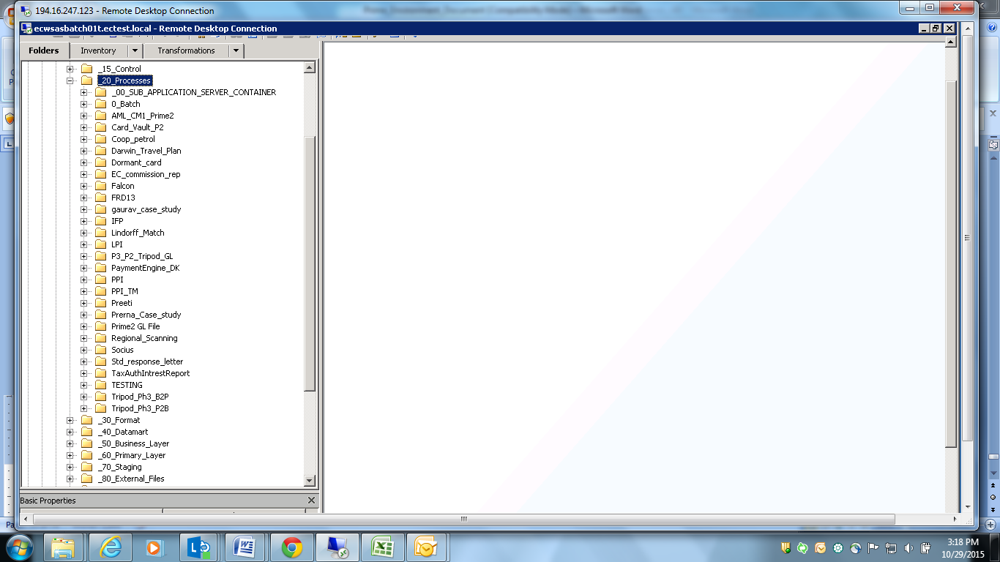 194.16.247.123 - Remote Desktop Connection
ecwsasbatch01t.ectest.local - Remote Desktop Connection
Folders Inventory Transformations
_15_Control
_20_Processes
_00_SUB_APPLICATION_SERVER_CONTAINER
0_Batch
AML_CM1_Prime2
Card_Vault_P2
Coop_petrol
Darwin_Travel_Plan
Dormant_card
EC_commission_rep
Falcon
FRD13
gaurav_case_study
IFP
Lindorff_Match
LPI
P3_P2_Tripod_GL
PaymentEngine_DK
PPI
PPI_TM
Preeti
Prerna_Case_study
Prime2 GL File
Regional_Scanning
Socius
Std_response_letter
TaxAuthIntrestReport
TESTING
Tripod_Ph3_B2P
Tripod_Ph3_P2B
_30_Format
_40_Datamart
_50_Business_Layer
_60_Primary_Layer
_70_Staging
_80_External_Files
Basic Properties
3:18 PM
10/29/2015